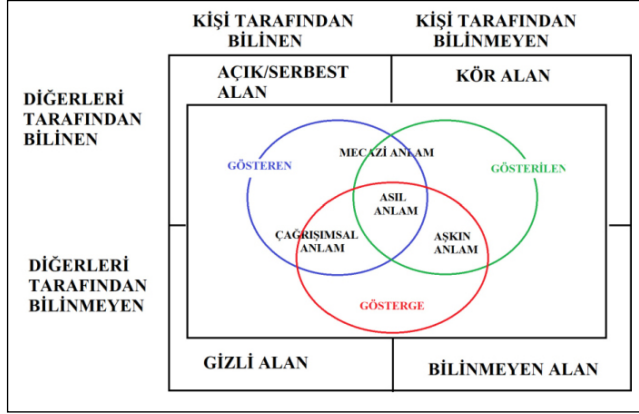 KİŞİ TARAFINDAN
BİLİNEN
KİŞİ TARAFINDAN
BİLİNMEYEN
AÇIK/SERBEST
ALAN
KÖR ALAN
DİĞERLERİ
TARAFINDAN
BİLİNEN
GÖSTEREN
MECAZİ ANLAM
GÖSTERİLEN
ASIL
ANLAM
ÇAĞRIŞIMSAL
ANLAM
AŞKIN
ANLAM
DİĞERLERİ
TARAFINDAN
BİLİNMEYEN
GÖSTERGE
GİZLİ ALAN
BİLİNMEYEN ALAN